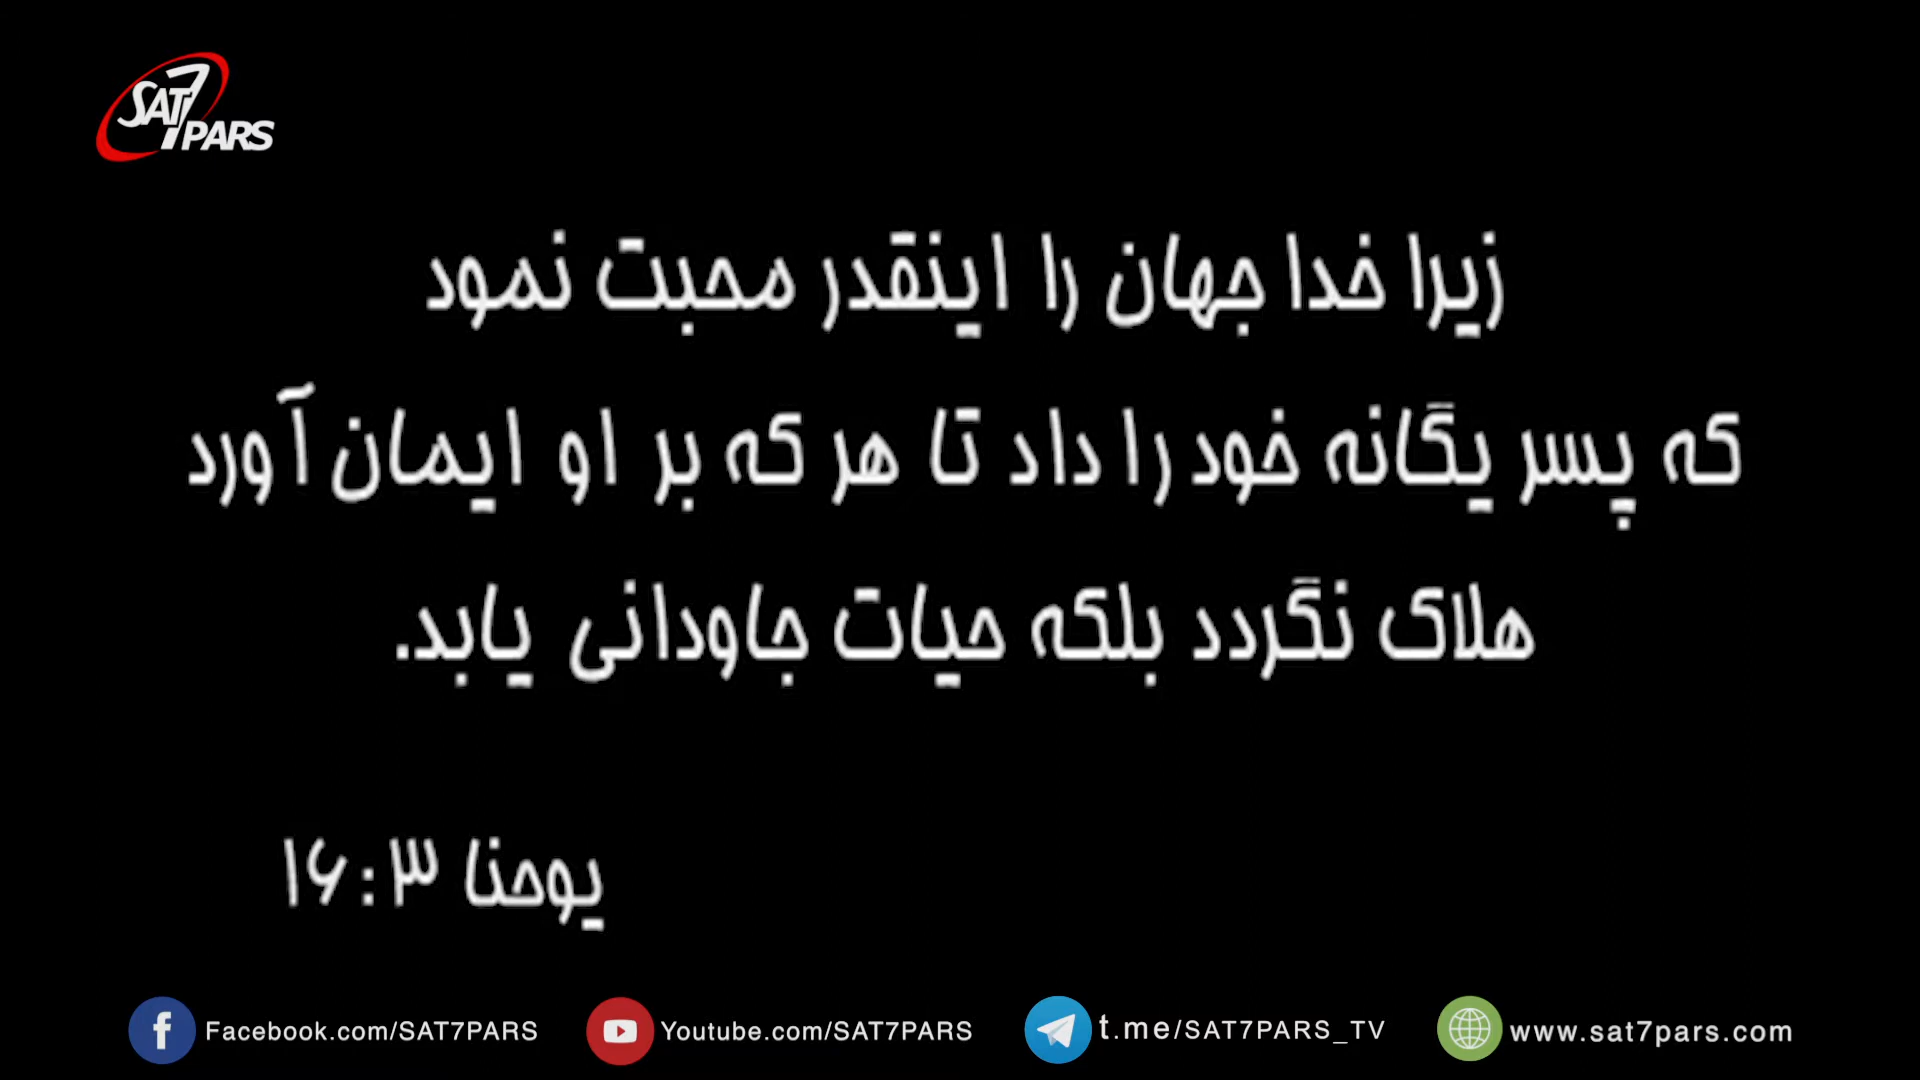 SAT7 PARS
زیرا خدا جهان را اینقدر محبت نمود
که پسر یگانه خود را داد تا هر که بر او ایمان آورد
هلاک نگردد بلکه حیات جاودانی یابد.
یوحنا ۳:۱۶
Facebook.com/SAT7PARS
Youtube.com/SAT7PARS
t.me/SAT7PARS_TV
www.sat7pars.com